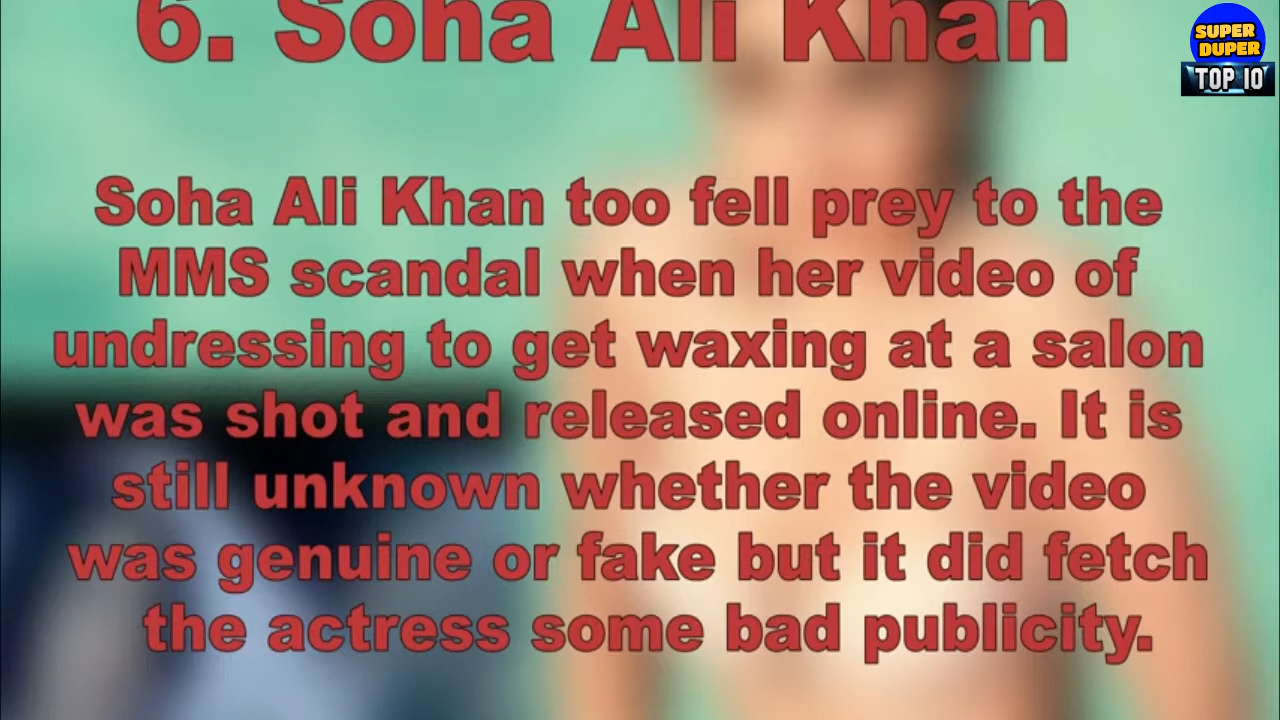 6. Soha Ali Khan
SUPER
DUPER
TOP 10
Soha Ali Khan too fell prey to the
MMS scandal when her video of
undressing to get waxing at a salon
was shot and released online. It is
still unknown whether the video
was genuine or fake but it did fetch
the actress some bad publicity.